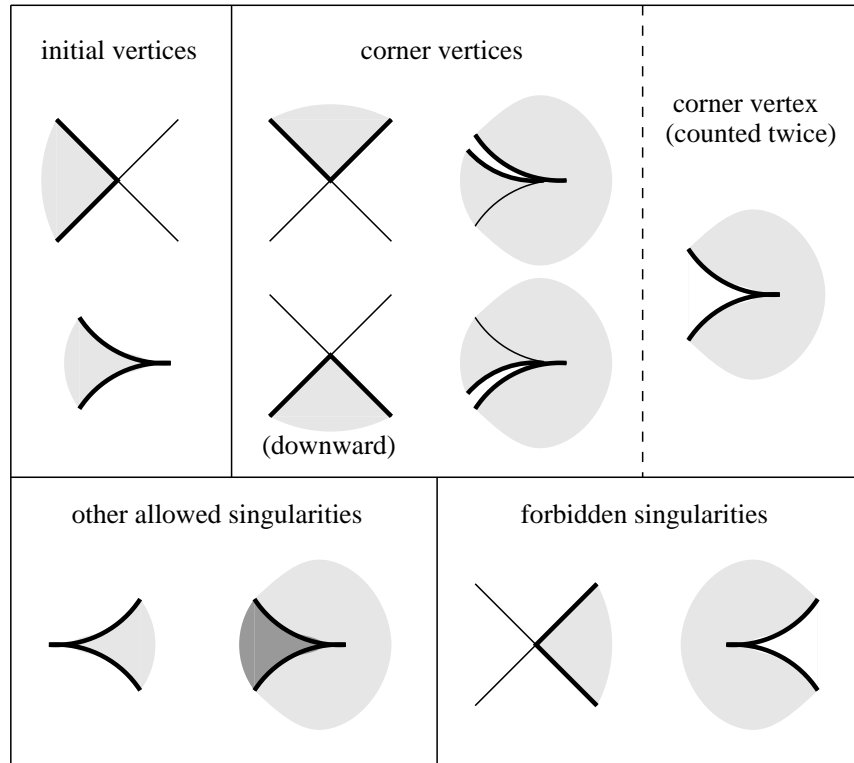 initial vertices
corner vertices
corner vertex
(counted twice)
(downward)
other allowed singularities
forbidden singularities